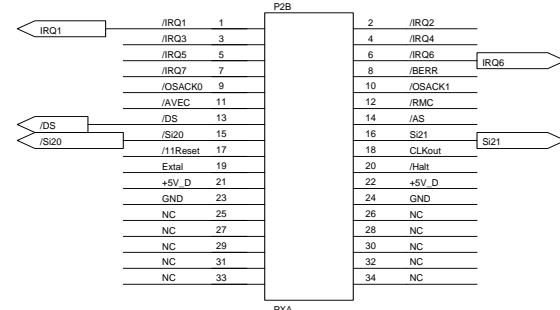 P2B
/IRQ1 1 2 /IRQ2
IRQ1
/IRQ3 3 4 /IRQ4
/IRQ5 5 6 /IRQ6
IRQ6
/IRQ7 7 8 /BERR
/OSACK0 9 10 /OSACK1
/AVEC 11 12 /RMC
/DS /DS 13 14 /AS
/Si20 /Si20 15 16 Si21 Si21
/11Reset 17 18 CLKout
Extal 19 20 /Halt
+5V_D 21 22 +5V_D
GND 23 24 GND
NC 25 26 NC
NC 27 28 NC
NC 29 30 NC
NC 31 32 NC
NC 33 34 NC
PXA